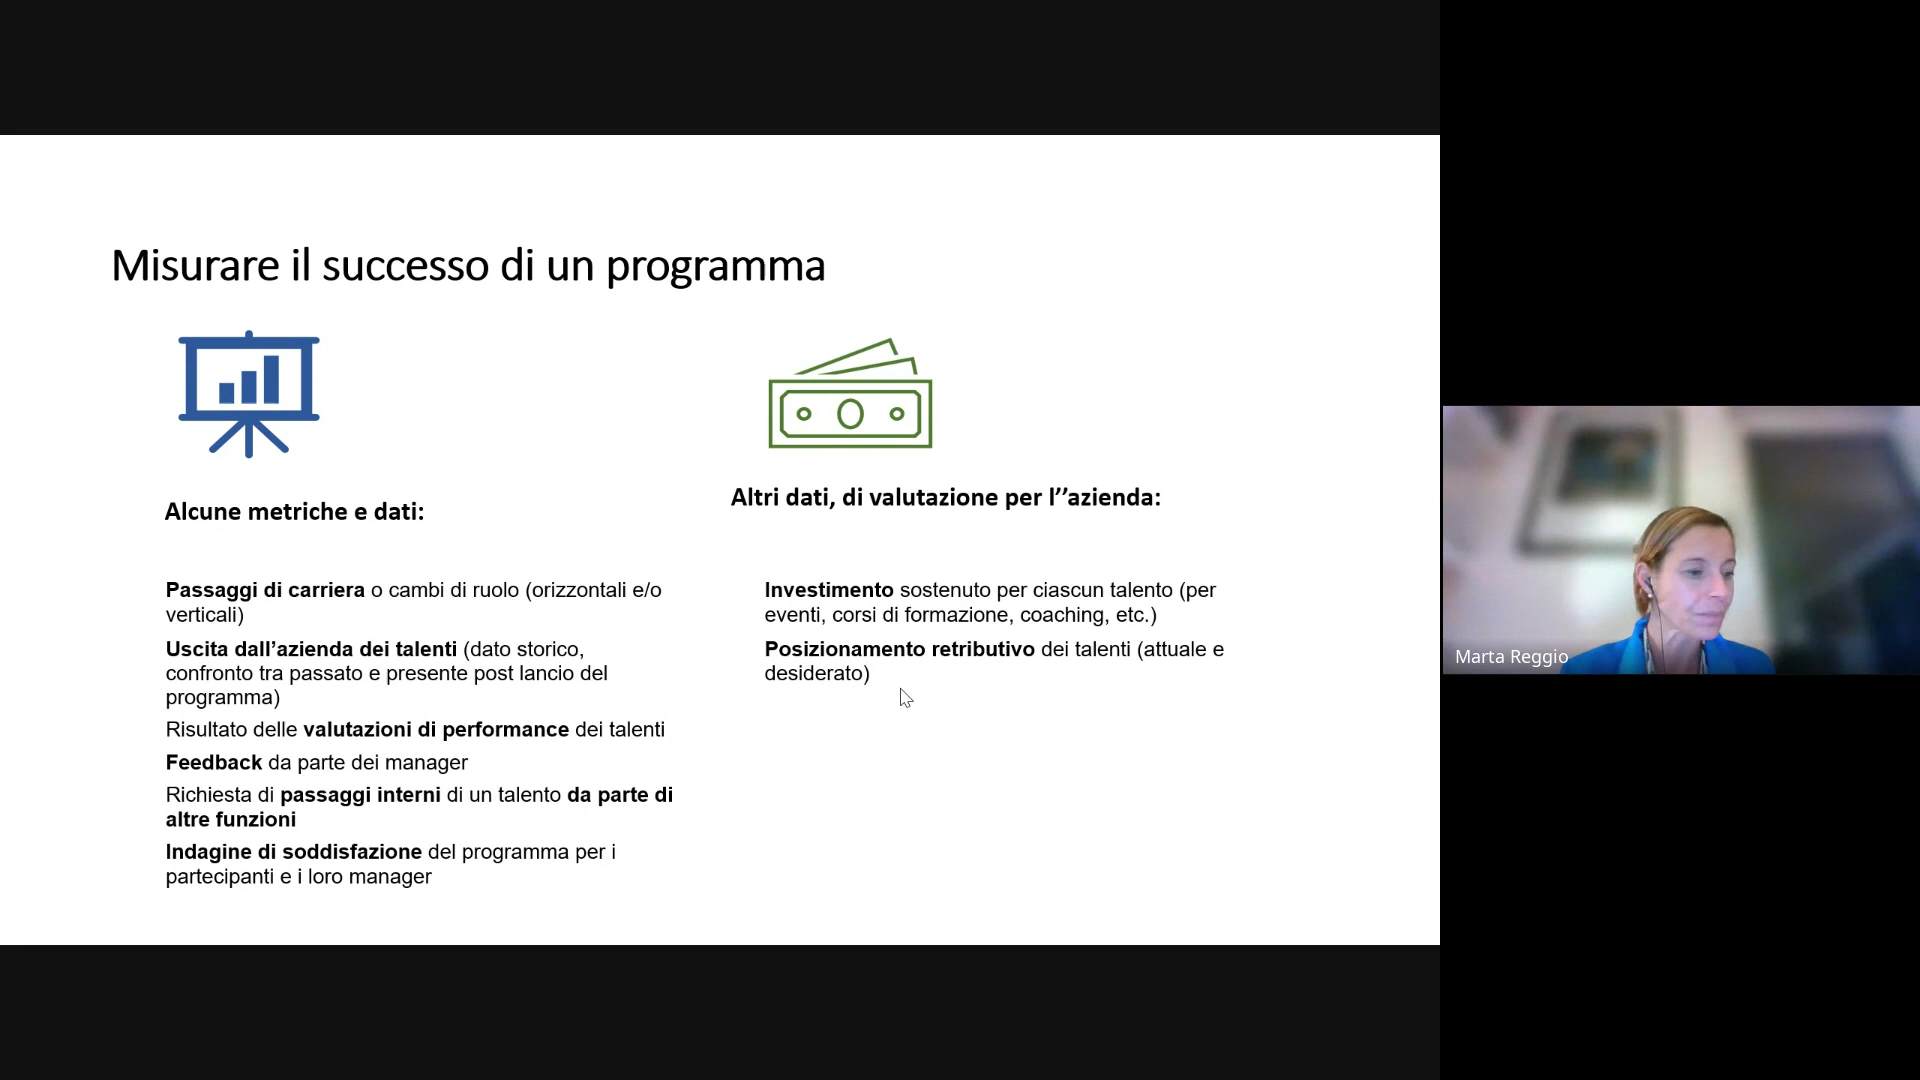 Misurare il successo di un programma
Alcune metriche e dati:
Passaggi di carriera o cambi di ruolo (orizzontali e/o
verticali)
Uscita dall’azienda dei talenti (dato storico,
confronto tra passato e presente post lancio del
programma)
Risultato delle valutazioni di performance dei talenti
Feedback da parte dei manager
Richiesta di passaggi interni di un talento da parte di
altre funzioni
Indagine di soddisfazione del programma per i
partecipanti e i loro manager
Altri dati, di valutazione per l’’azienda:
Investimento sostenuto per ciascun talento (per
eventi, corsi di formazione, coaching, etc.)
Posizionamento retributivo dei talenti (attuale e
desiderato)
Marta Reggio